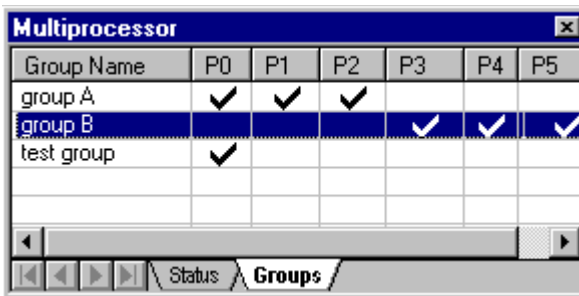 Multiprocessor
Group Name P0 P1 P2 P3 P4 P5
group A
group B
test group
Status Groups